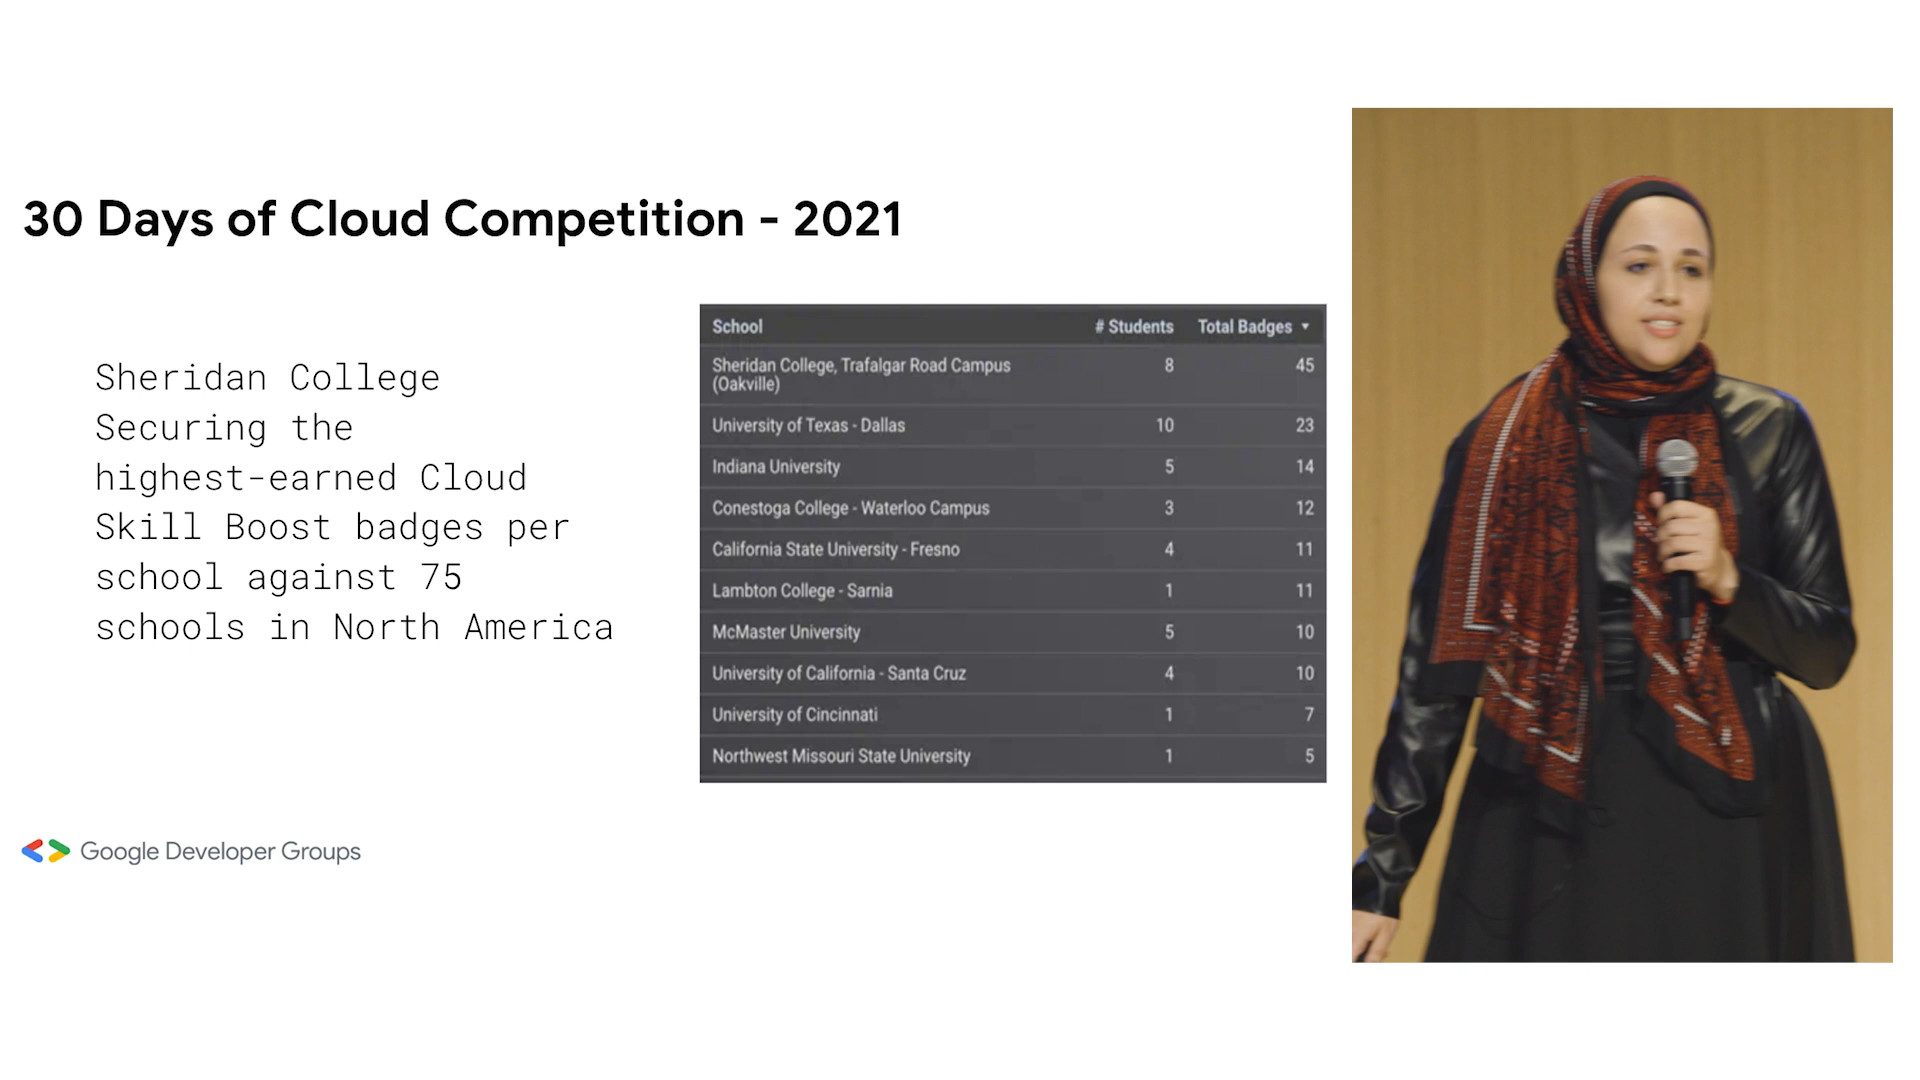 30 Days of Cloud Competition - 2021
Sheridan College
Securing the
highest-earned Cloud
Skill Boost badges per
school against 75
schools in North America
School # Students Total Badges ▼
Sheridan College, Trafalgar Road Campus 8 45
(Oakville)
University of Texas - Dallas 10 23
Indiana University 5 14
Conestoga College - Waterloo Campus 3 12
California State University - Fresno 4 11
Lambton College - Sarnia 1 11
McMaster University 5 10
University of California - Santa Cruz 4 10
University of Cincinnati 1 7
Northwest Missouri State University 1 5
Google Developer Groups